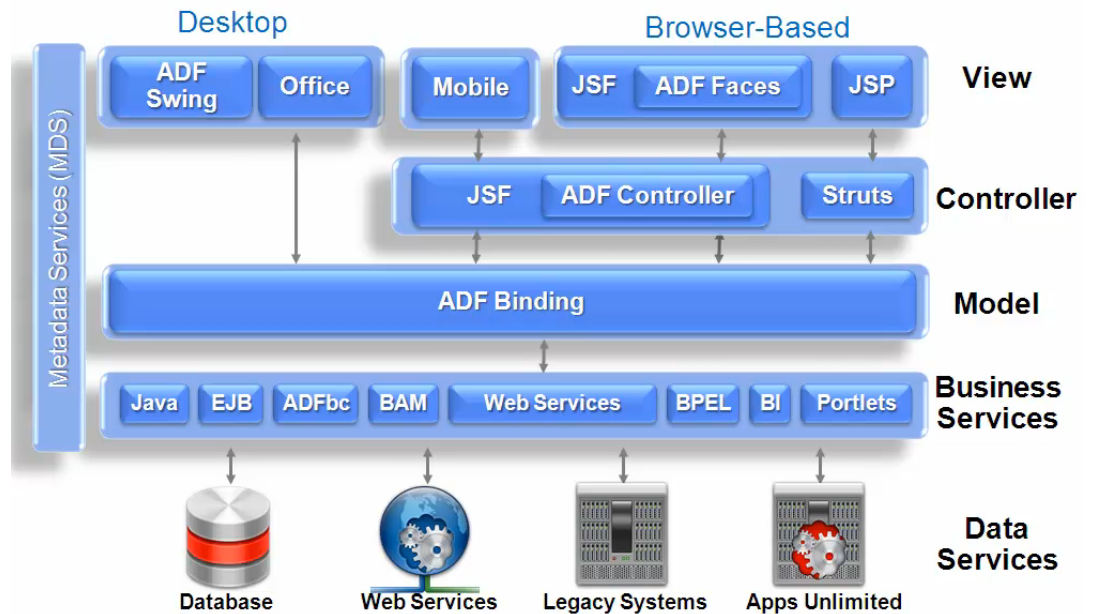 Desktop
Browser-Based
Metadata Services (MDS)
ADF
Swing
Office
Mobile
JSF
ADF Faces
JSP
View
JSF
ADF Controller
Struts
Controller
ADF Binding
Model
Java
EJB
ADFbc
BAM
Web Services
BPEL
BI
Portlets
Business
Services
Data
Services
Database
Web Services
Legacy Systems
Apps Unlimited